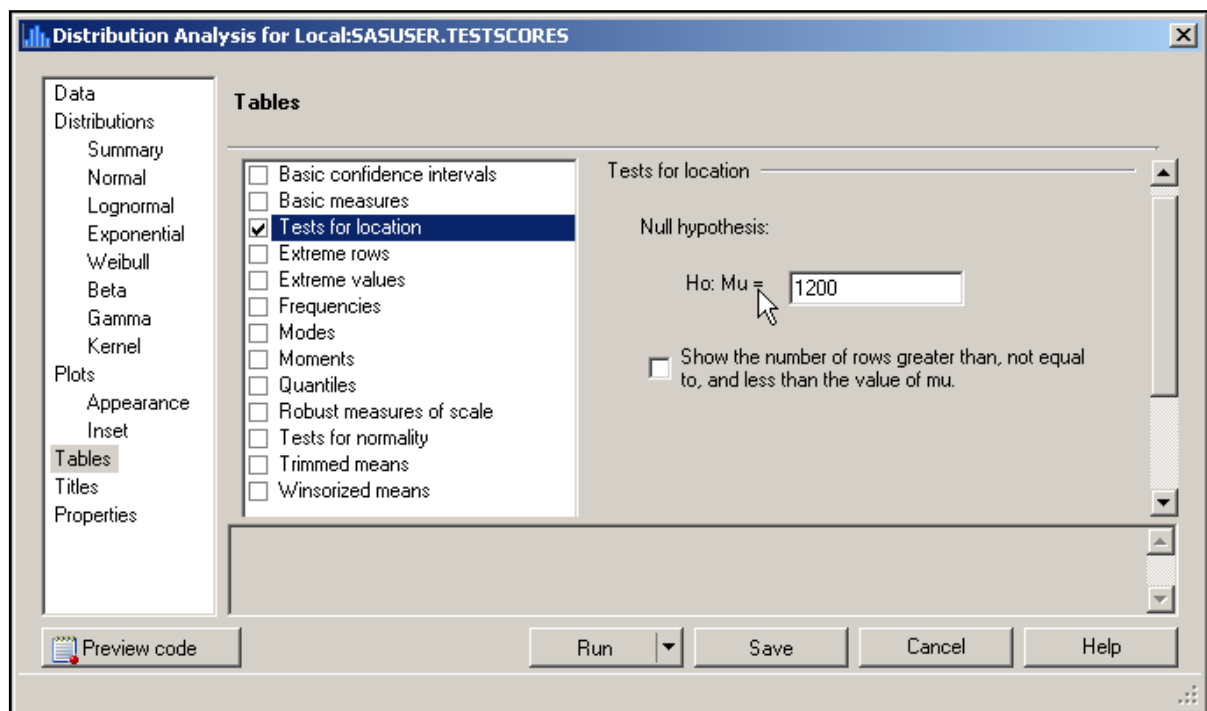 Distribution Analysis for Local:SASUSER.TESTSCORES
Data
Distributions
Summary
Normal
Lognormal
Exponential
Weibull
Beta
Gamma
Kernel
Plots
Appearance
Inset
Tables
Titles
Properties
Tables
Basic confidence intervals
Basic measures
Tests for location
Extreme rows
Extreme values
Frequencies
Modes
Moments
Quantiles
Robust measures of scale
Tests for normality
Trimmed means
Winsorized means
Tests for location
Null hypothesis:
Ho: Mu = 1200
Show the number of rows greater than, not equal
to, and less than the value of mu.
Preview code
Run
Save
Cancel
Help